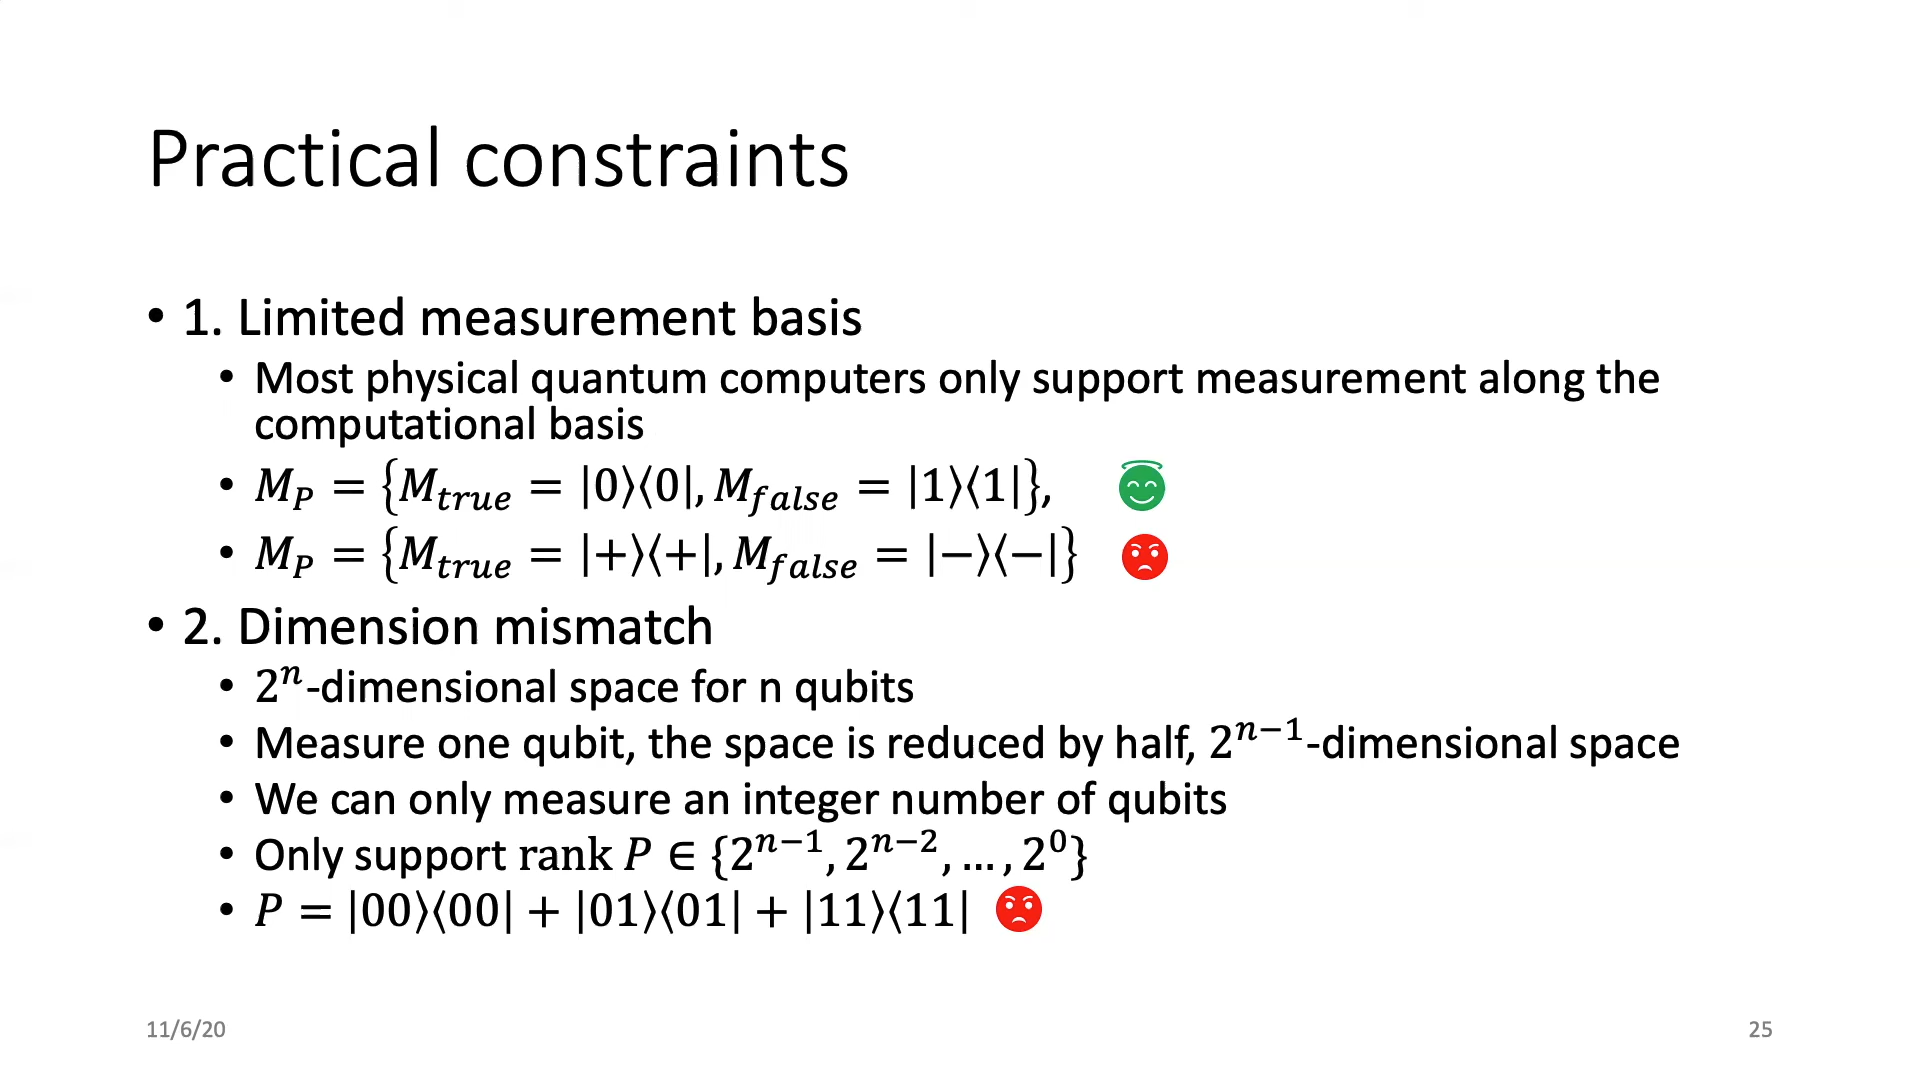 Practical constraints
• 1. Limited measurement basis
• Most physical quantum computers only support measurement along the
computational basis
• M_P = {M_true = |0⟩⟨0|, M_false = |1⟩⟨1|},
• M_P = {M_true = |+⟩⟨+|, M_false = |−⟩⟨−|}
• 2. Dimension mismatch
• 2^n-dimensional space for n qubits
• Measure one qubit, the space is reduced by half, 2^{n−1}-dimensional space
• We can only measure an integer number of qubits
• Only support rank P ∈ {2^{n−1}, 2^{n−2}, … , 2^0}
• P = |00⟩⟨00| + |01⟩⟨01| + |11⟩⟨11|
11/6/20
25